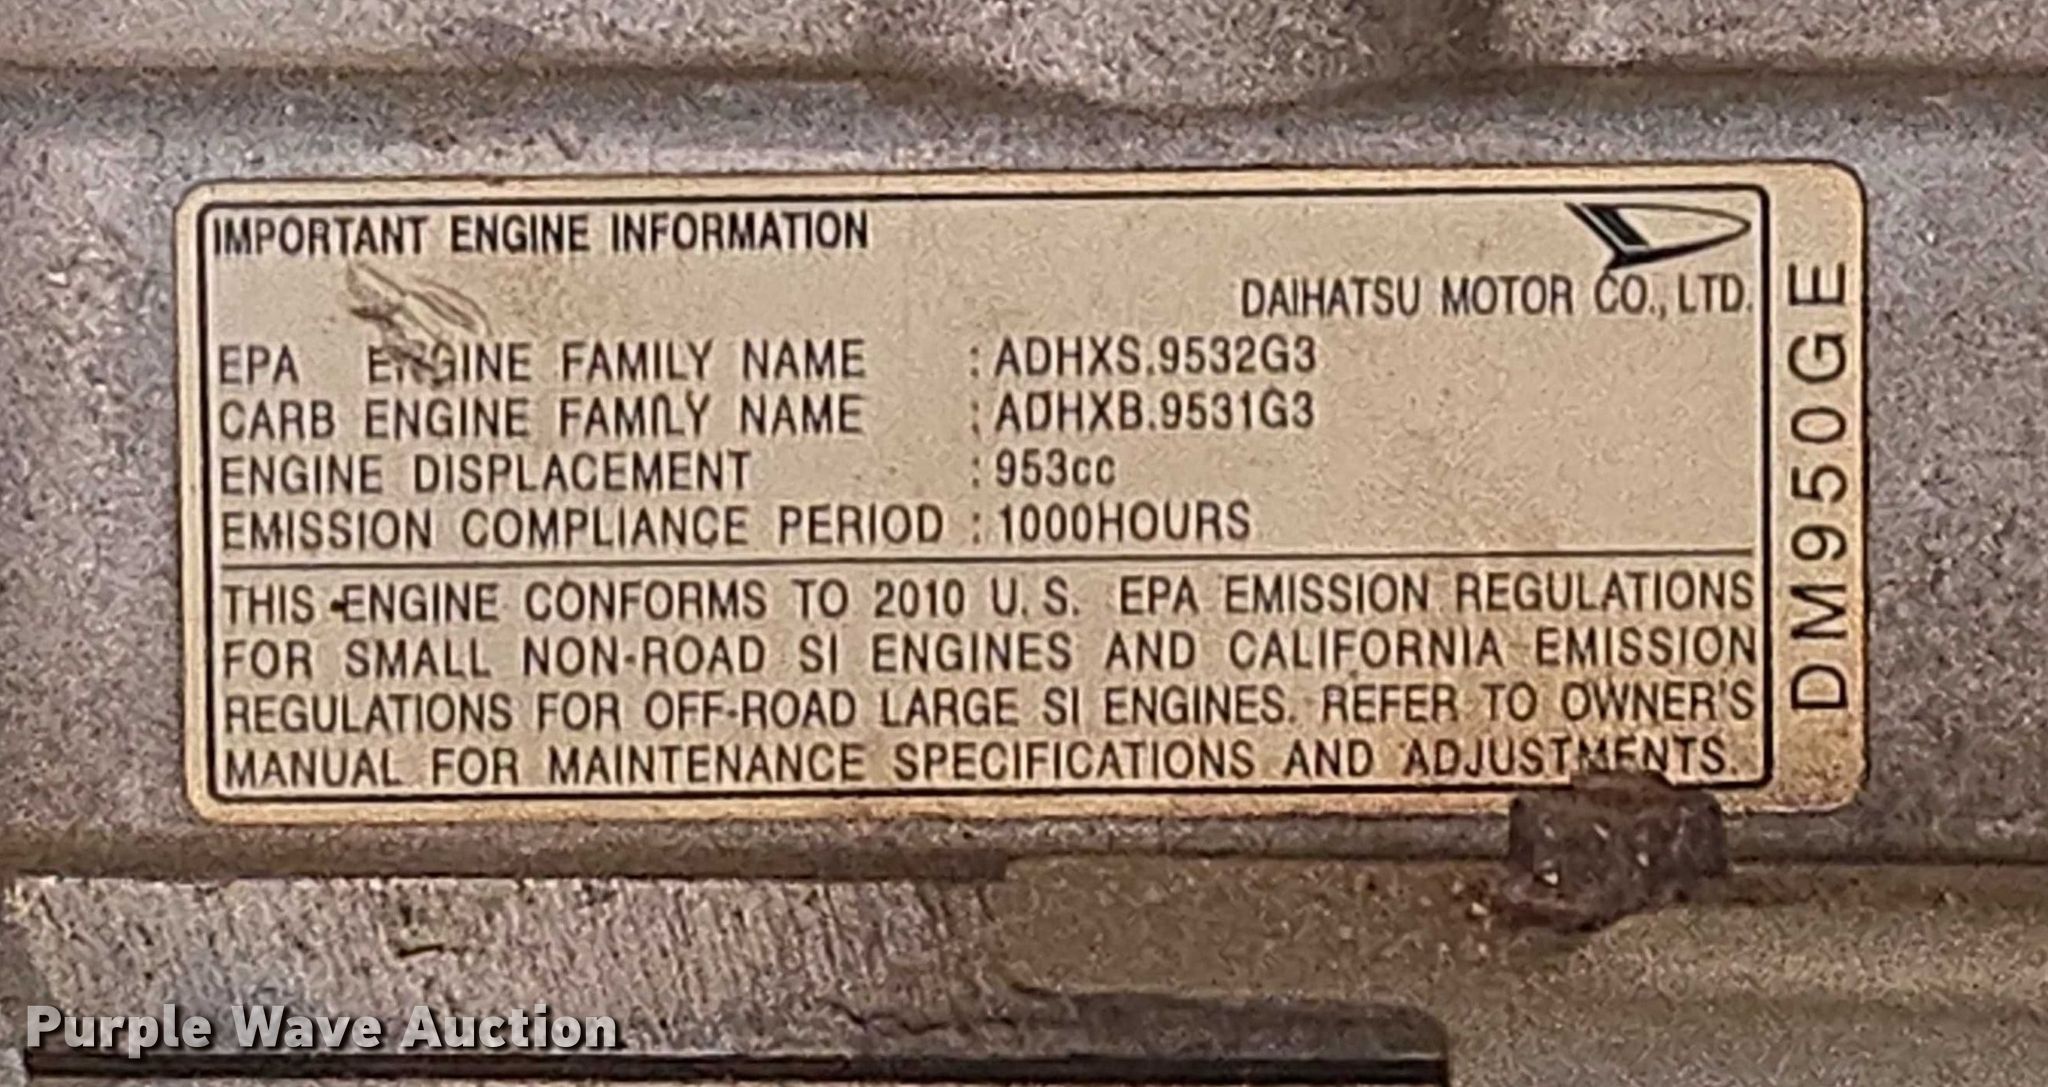 IMPORTANT ENGINE INFORMATION
DAIHATSU MOTOR CO., LTD.
EPA ENGINE FAMILY NAME : ADHXS.9532G3
CARB ENGINE FAMILY NAME : ADHXB.9531G3
ENGINE DISPLACEMENT : 953cc
EMISSION COMPLIANCE PERIOD : 1000HOURS
THIS ENGINE CONFORMS TO 2010 U. S. EPA EMISSION REGULATIONS
FOR SMALL NON-ROAD SI ENGINES AND CALIFORNIA EMISSION
REGULATIONS FOR OFF-ROAD LARGE SI ENGINES. REFER TO OWNER'S
MANUAL FOR MAINTENANCE SPECIFICATIONS AND ADJUSTMENTS.
DM950GE
Purple Wave Auction